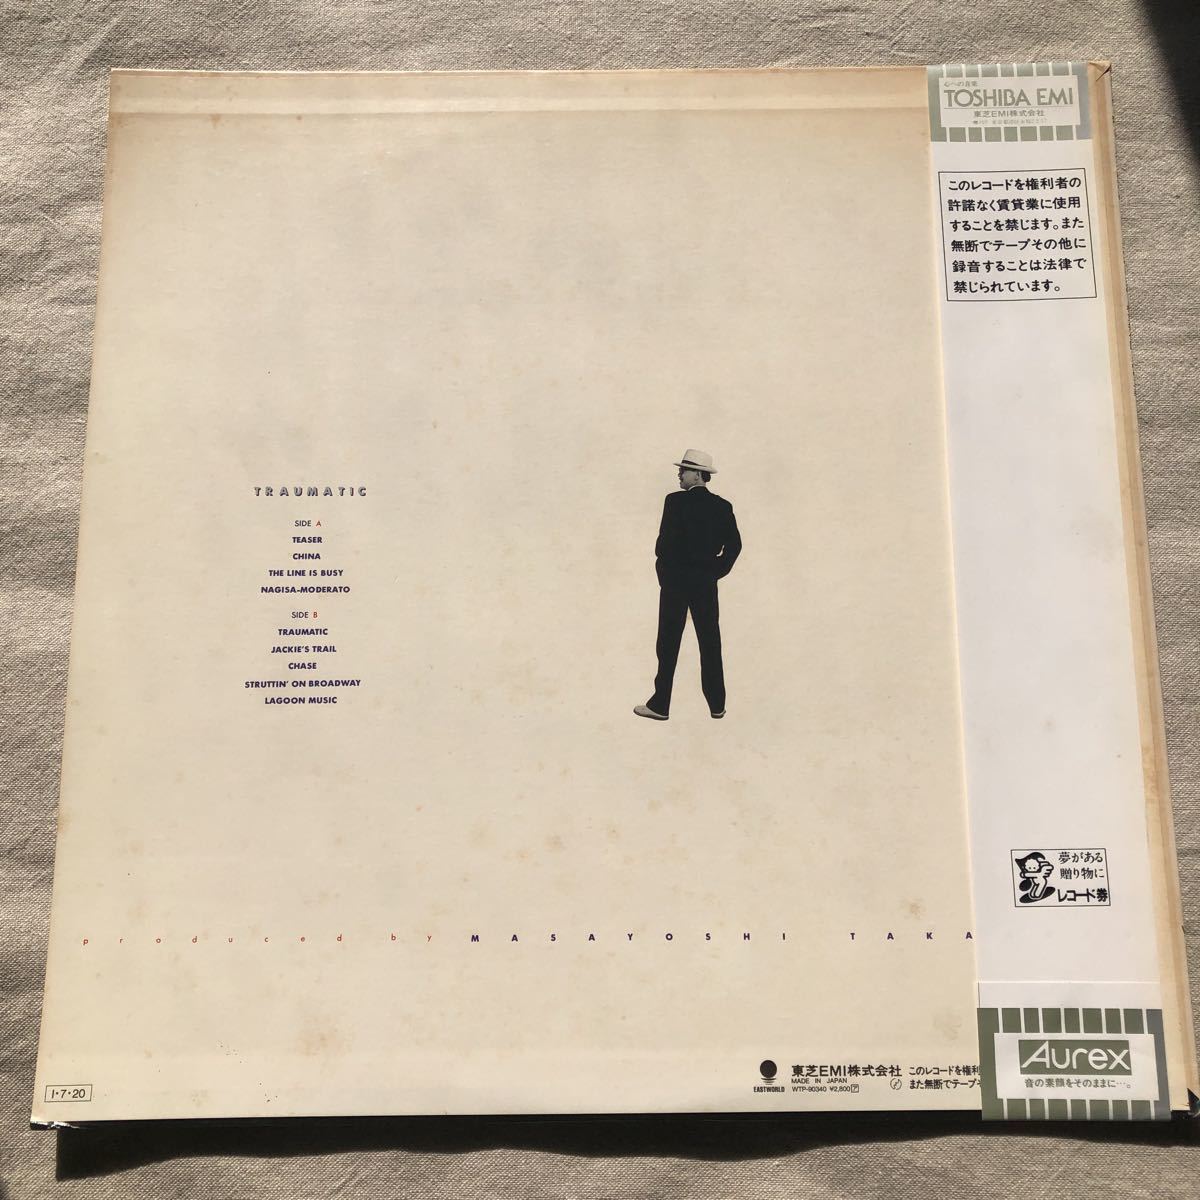 心への音楽
TOSHIBA EMI
東芝EMI株式会社
このレコードを権利者の
許諾なく賃貸業に使用
することを禁じます。また
無断でテープその他に
録音することは法律で
禁じられています。
TRAUMATIC
SIDE A
TEASER
CHINA
THE LINE IS BUSY
NAGISA-MODERATO
SIDE B
TRAUMATIC
JACKIE'S TRAIL
CHASE
STRUTTIN' ON BROADWAY
LAGOON MUSIC
夢がある
贈り物に
レコード券
produced by MASAYOSHI TAKA
EASTWORLD
東芝EMI株式会社
MADE IN JAPAN
WTP-90340 ¥2,800
このレコードを権利
また無断でテープ
I・7・20
Aurex
音の素顔をそのままに…。